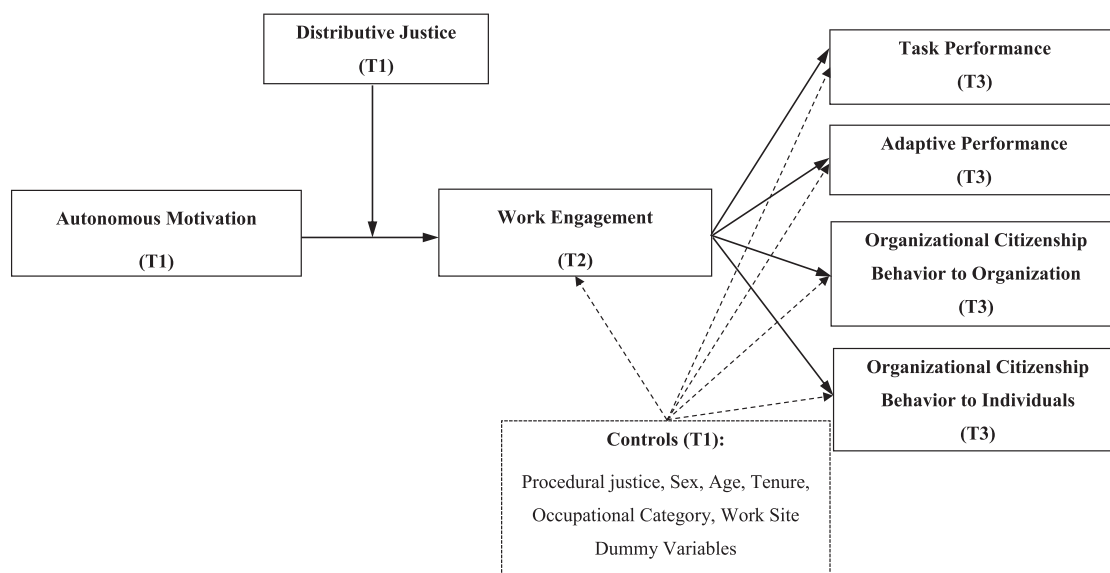 Distributive Justice
(T1)
Autonomous Motivation
(T1)
Work Engagement
(T2)
Task Performance
(T3)
Adaptive Performance
(T3)
Organizational Citizenship
Behavior to Organization
(T3)
Organizational Citizenship
Behavior to Individuals
(T3)
Controls (T1):
Procedural justice, Sex, Age, Tenure,
Occupational Category, Work Site
Dummy Variables